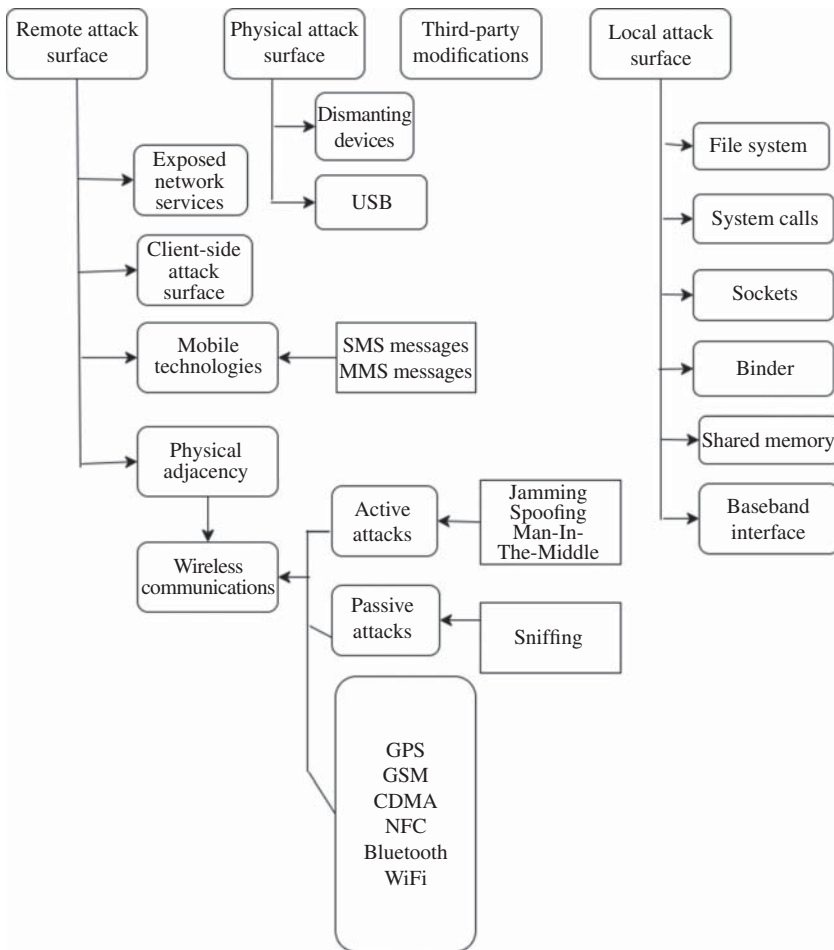 Remote attack
surface
Physical attack
surface
Third-party
modifications
Local attack
surface
Dismanting
devices
USB
Exposed
network
services
Client-side
attack
surface
Mobile
technologies
SMS messages
MMS messages
Physical
adjacency
Wireless
communications
Active
attacks
Jamming
Spoofing
Man-In-
The-Middle
Passive
attacks
Sniffing
GPS
GSM
CDMA
NFC
Bluetooth
WiFi
File system
System calls
Sockets
Binder
Shared memory
Baseband
interface